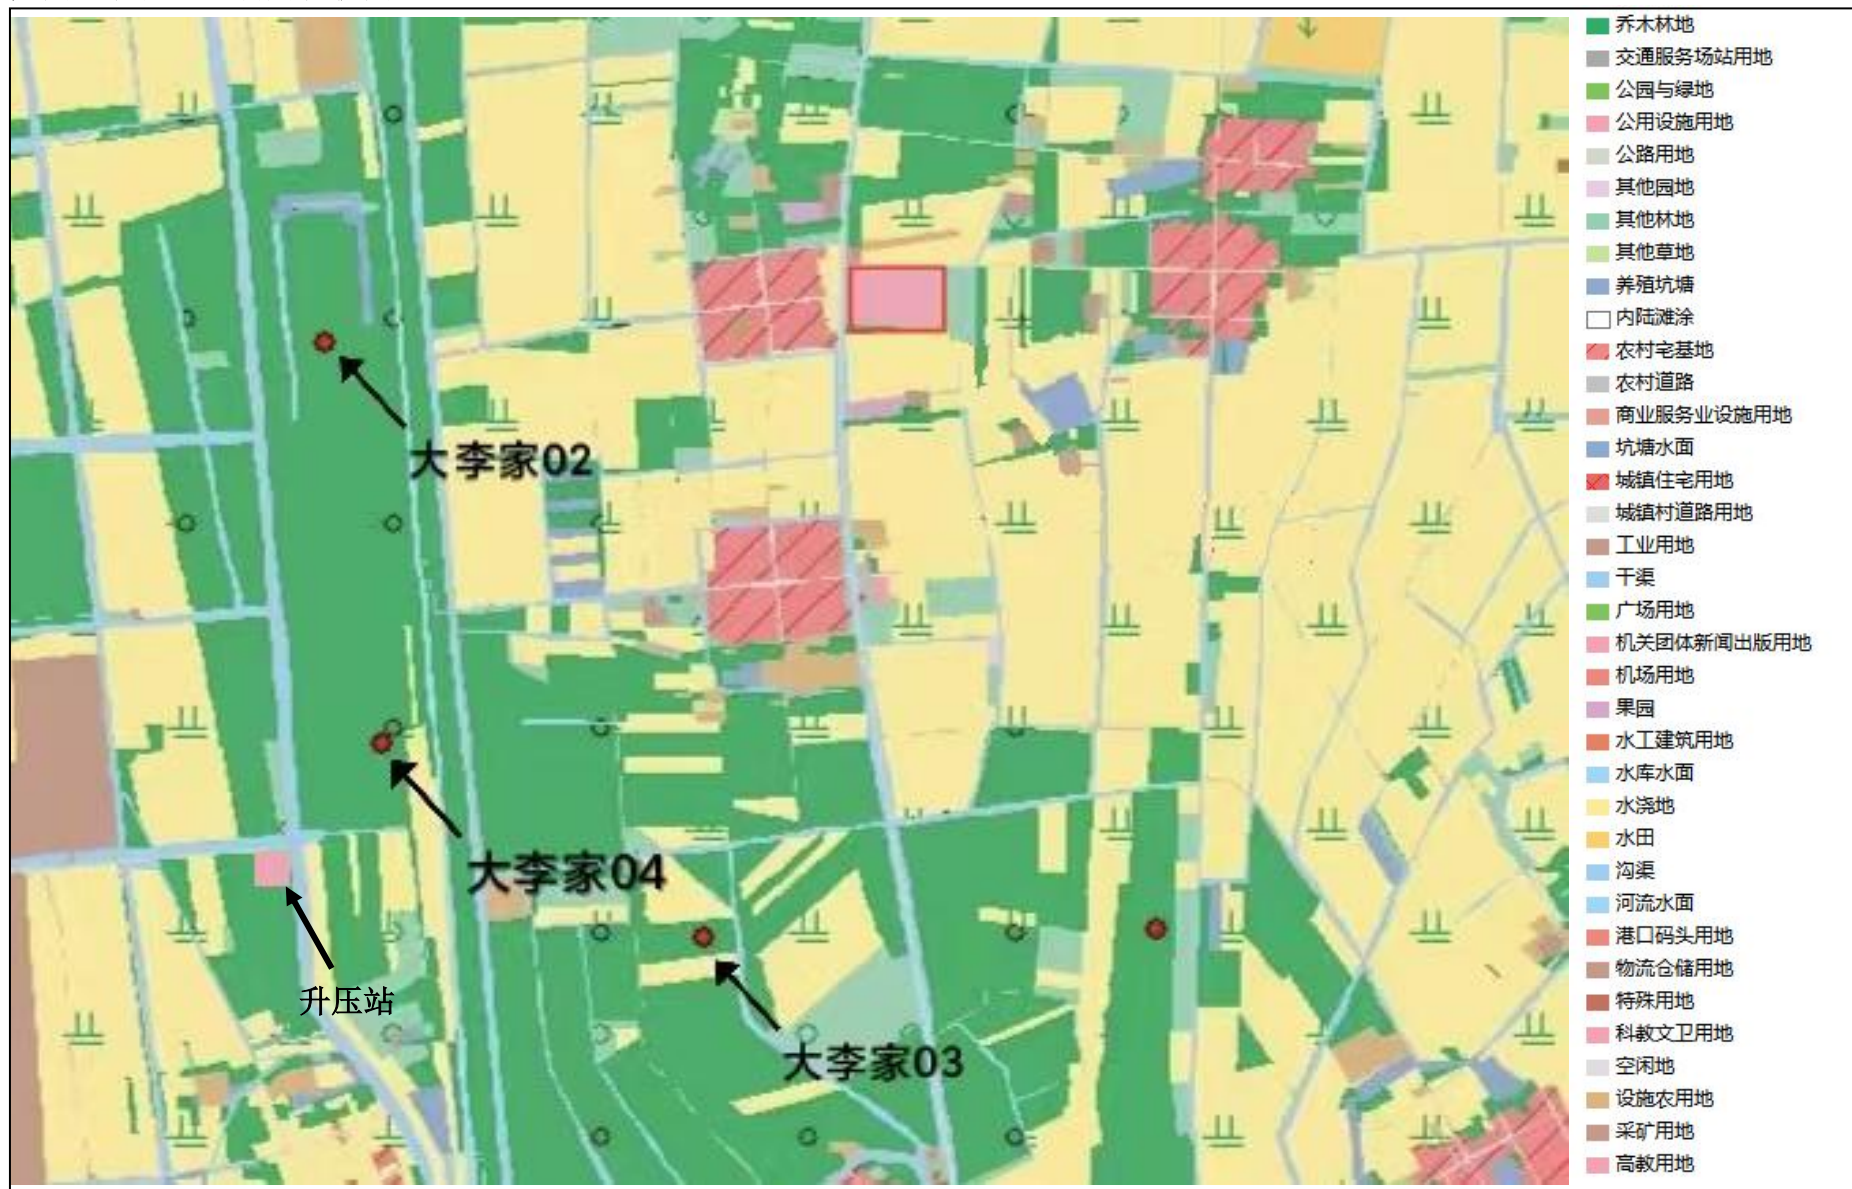 大李家02
大李家04
升压站
大李家03
乔木林地
交通服务场站用地
公园与绿地
公用设施用地
公路用地
其他园地
其他林地
其他草地
养殖坑塘
内陆滩涂
农村宅基地
农村道路
商业服务业设施用地
坑塘水面
城镇住宅用地
城镇村道路用地
工业用地
干渠
广场用地
机关团体新闻出版用地
机场用地
果园
水工建筑用地
水库水面
水浇地
水田
沟渠
河流水面
港口码头用地
物流仓储用地
特殊用地
科教文卫用地
空闲地
设施农用地
采矿用地
高教用地